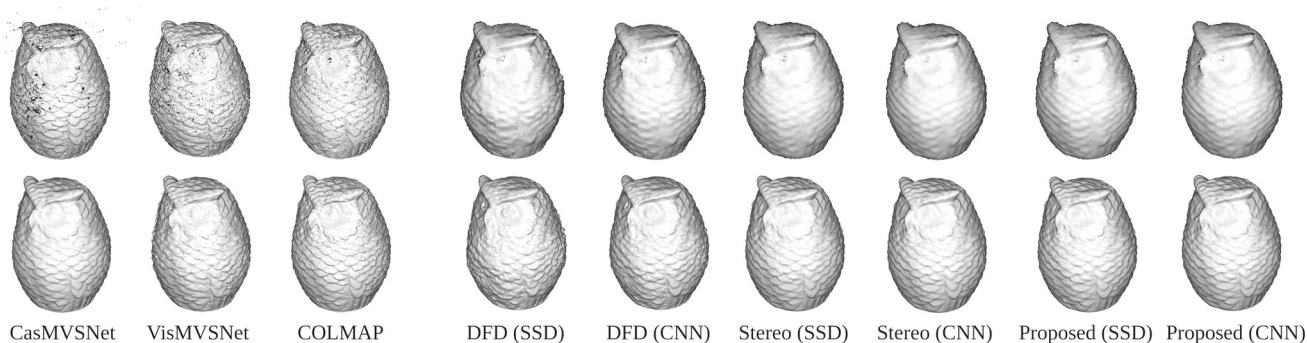 CasMVSNet VisMVSNet COLMAP DFD (SSD) DFD (CNN) Stereo (SSD) Stereo (CNN) Proposed (SSD) Proposed (CNN)